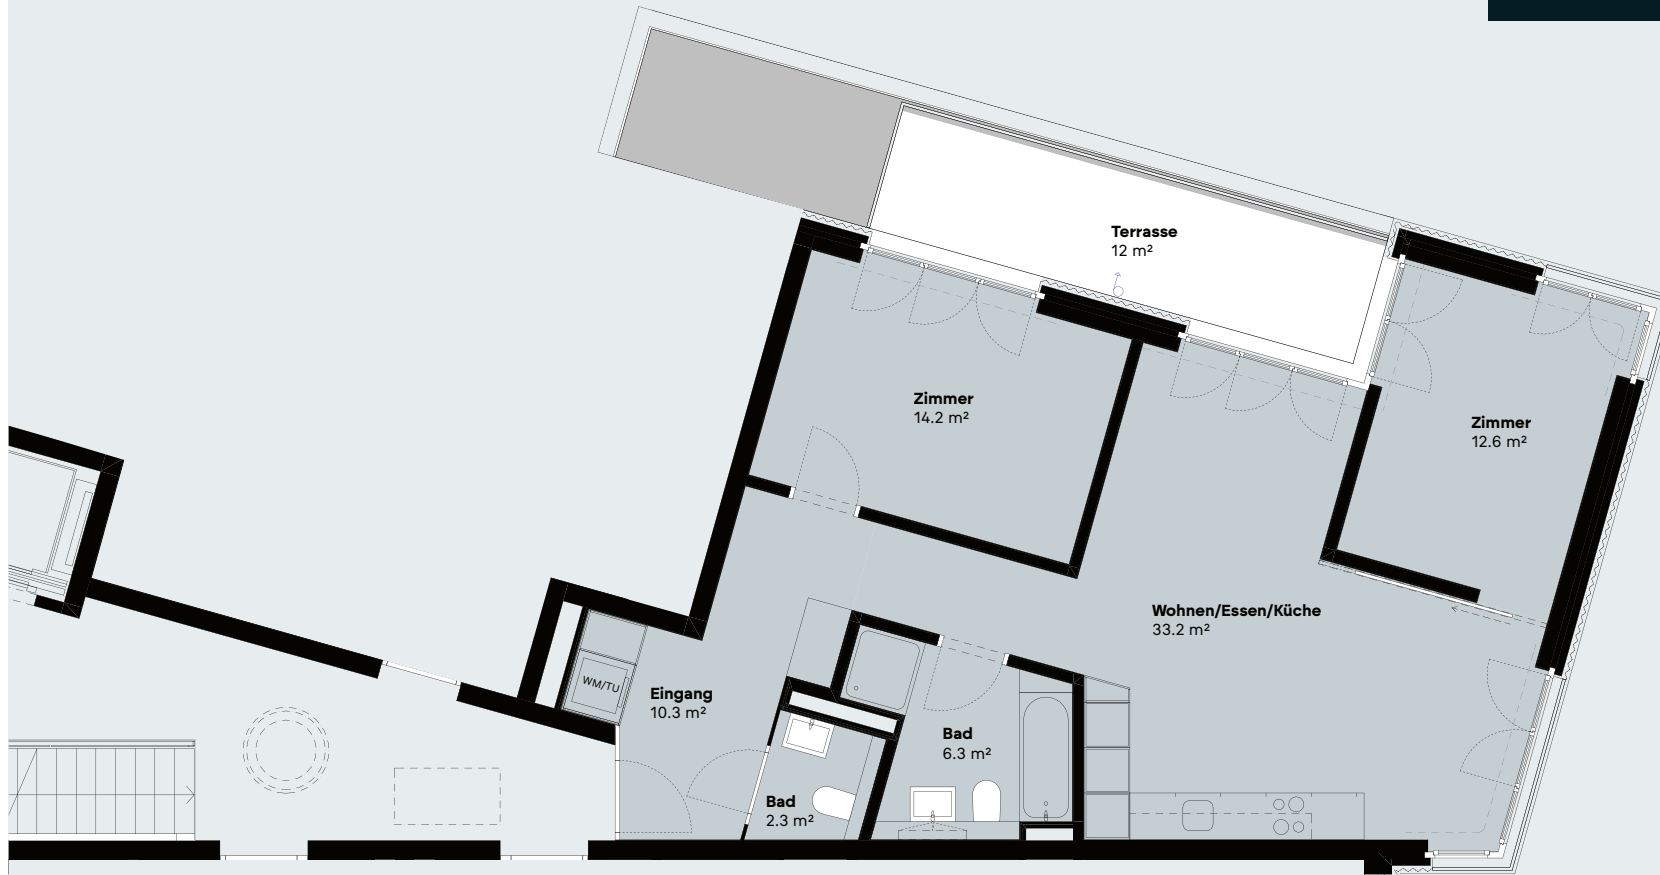 Terrasse
12 m²
Zimmer
14.2 m²
Zimmer
12.6 m²
Wohnen/Essen/Küche
33.2 m²
WM/TU
Eingang
10.3 m²
Bad
6.3 m²
Bad
2.3 m²